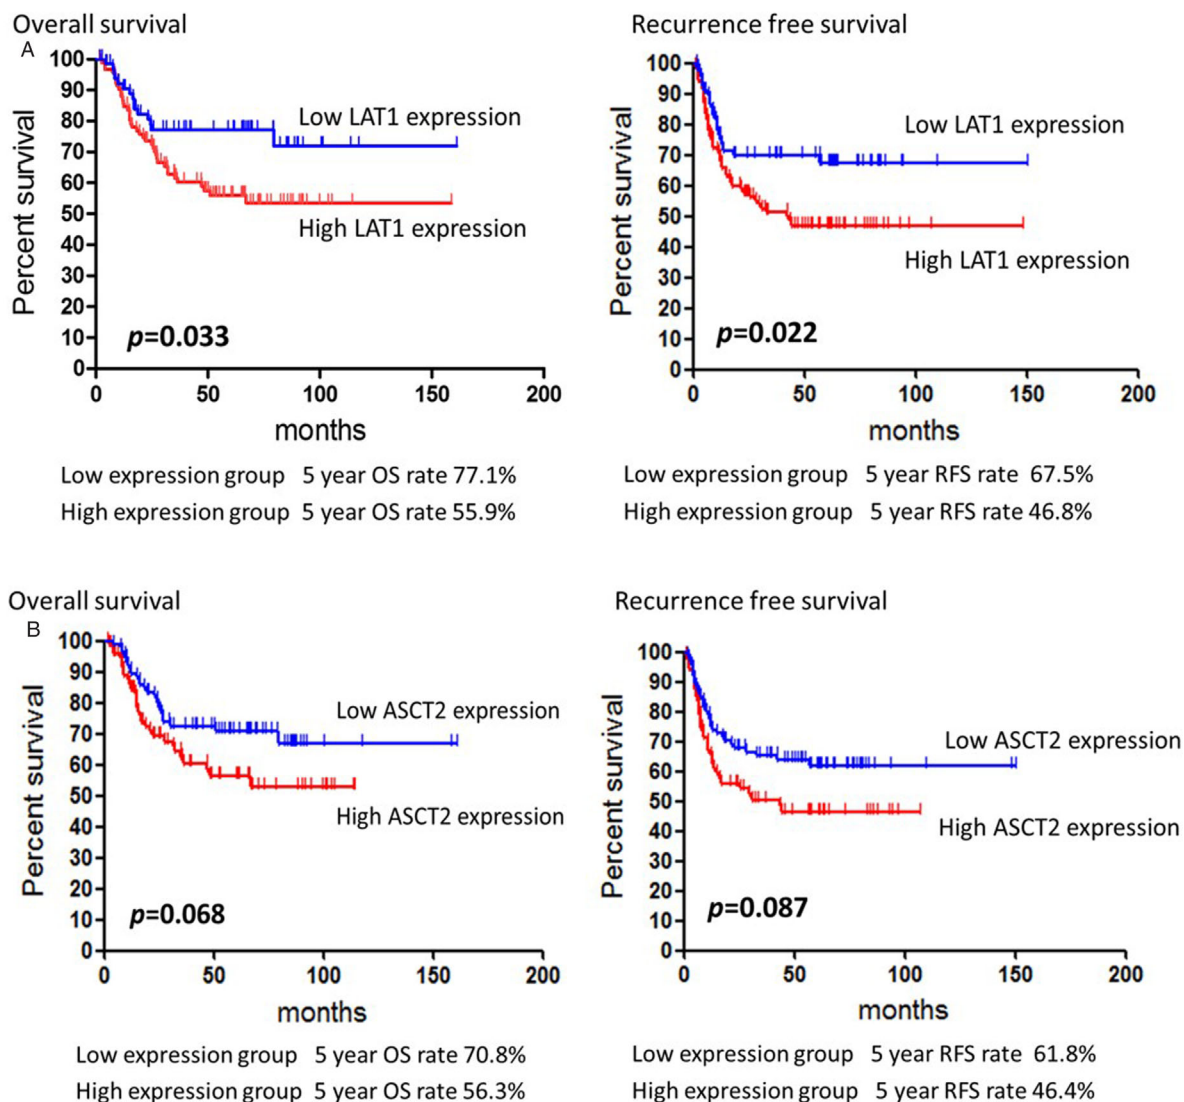 Overall survival
A
100
90
80
70
60
50
40
30
20
10
0
Percent survival
Low LAT1 expression
High LAT1 expression
p=0.033
0 50 100 150 200
months
Low expression group 5 year OS rate 77.1%
High expression group 5 year OS rate 55.9%
Recurrence free survival
100
90
80
70
60
50
40
30
20
10
0
Percent survival
Low LAT1 expression
High LAT1 expression
p=0.022
0 50 100 150 200
months
Low expression group 5 year RFS rate 67.5%
High expression group 5 year RFS rate 46.8%
Overall survival
B
100
90
80
70
60
50
40
30
20
10
0
Percent survival
Low ASCT2 expression
High ASCT2 expression
p=0.068
0 50 100 150 200
months
Low expression group 5 year OS rate 70.8%
High expression group 5 year OS rate 56.3%
Recurrence free survival
100
90
80
70
60
50
40
30
20
10
0
Percent survival
Low ASCT2 expression
High ASCT2 expression
p=0.087
0 50 100 150 200
months
Low expression group 5 year RFS rate 61.8%
High expression group 5 year RFS rate 46.4%